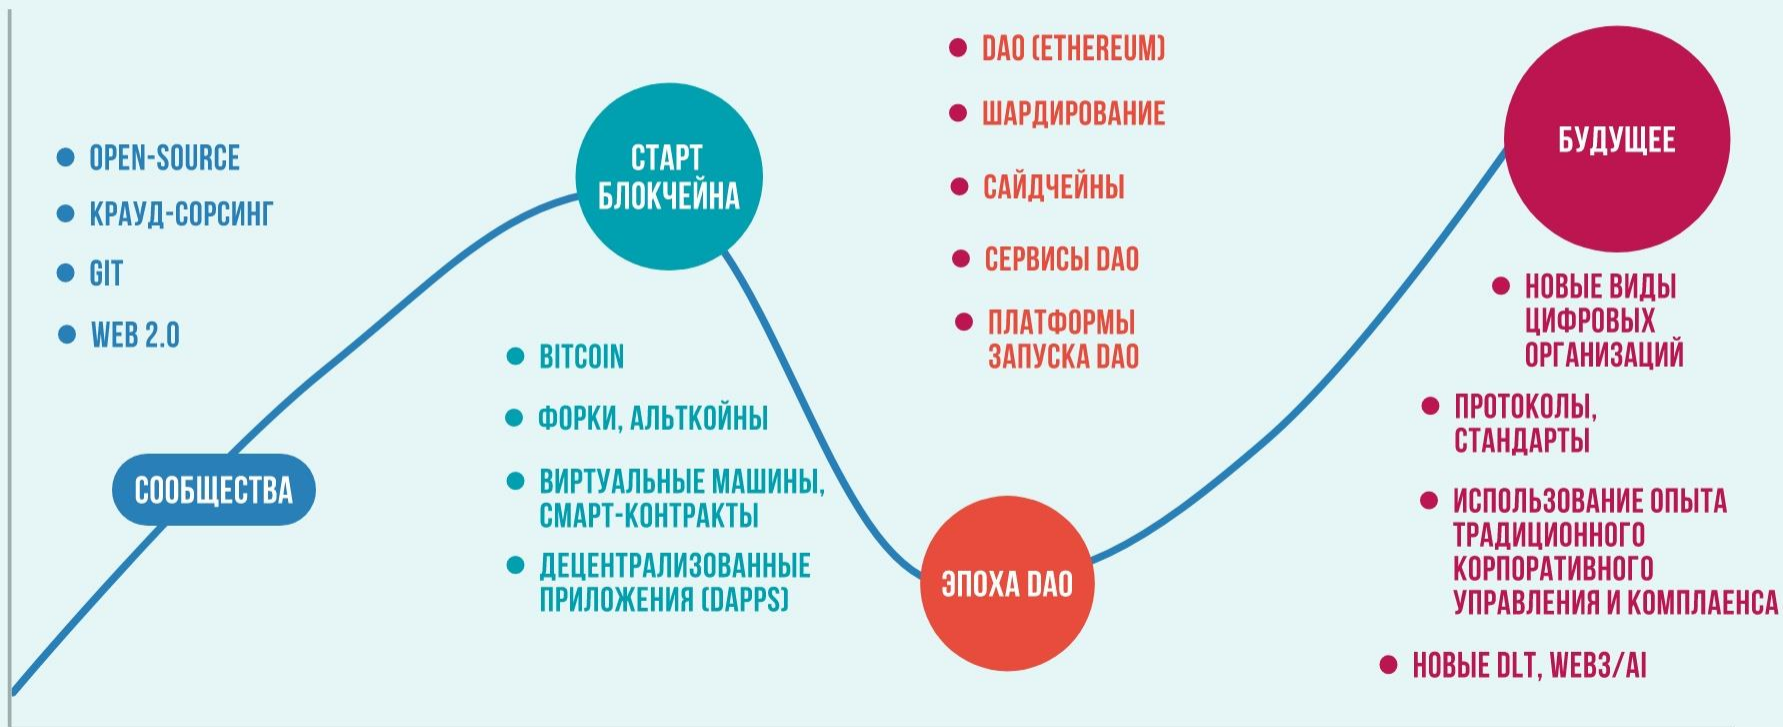 OPEN-SOURCE
КРАУД-СОРСИНГ
GIT
WEB 2.0
СООБЩЕСТВА
СТАРТ
БЛОКЧЕЙНА
BITCOIN
ФОРКИ, АЛЬТКОЙНЫ
ВИРТУАЛЬНЫЕ МАШИНЫ,
СМАРТ-КОНТРАКТЫ
ДЕЦЕНТРАЛИЗОВАННЫЕ
ПРИЛОЖЕНИЯ (DAPPS)
DAO (ETHEREUM)
ШАРДИРОВАНИЕ
САЙДЧЕЙНЫ
СЕРВИСЫ DAO
ПЛАТФОРМЫ
ЗАПУСКА DAO
ЭПОХА DAO
БУДУЩЕЕ
НОВЫЕ ВИДЫ
ЦИФРОВЫХ
ОРГАНИЗАЦИЙ
ПРОТОКОЛЫ,
СТАНДАРТЫ
ИСПОЛЬЗОВАНИЕ ОПЫТА
ТРАДИЦИОННОГО
КОРПОРАТИВНОГО
УПРАВЛЕНИЯ И КОМПЛАЕНСА
НОВЫЕ DLT, WEB3/AI